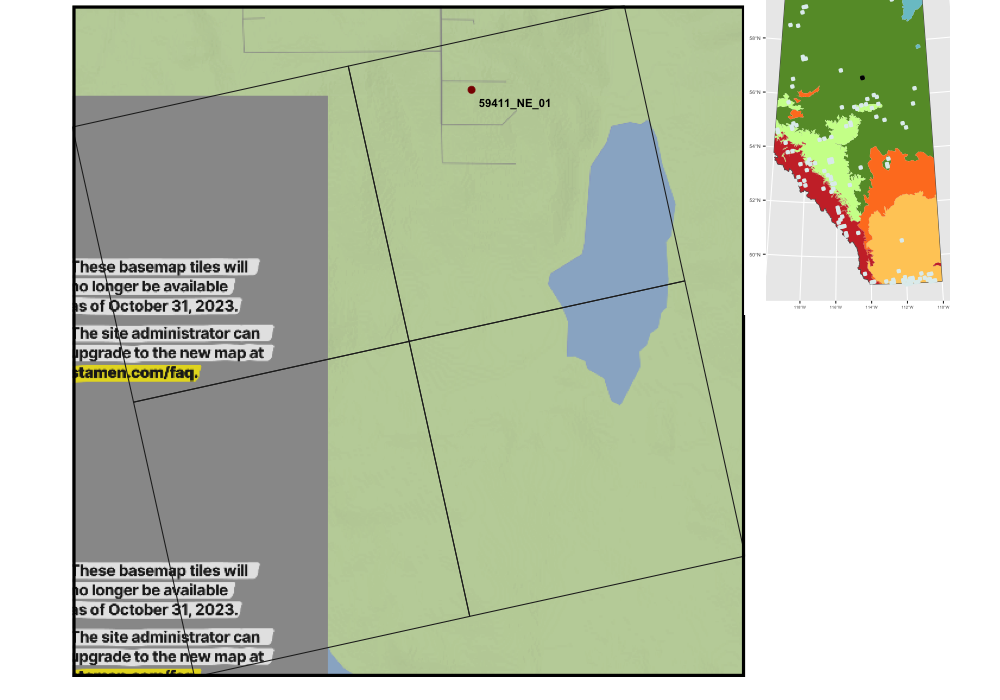 59411_NE_01
These basemap tiles will
no longer be available
as of October 31, 2023.
The site administrator can
upgrade to the new map at
stamen.com/faq.
These basemap tiles will
no longer be available
as of October 31, 2023.
The site administrator can
upgrade to the new map at
stamen.com/faq.
58°N
56°N
54°N
52°N
50°N
118°W 116°W 114°W 112°W 110°W